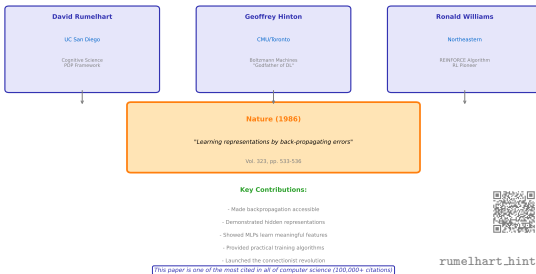 David Rumelhart
UC San Diego
Cognitive Science
PDP Framework
Geoffrey Hinton
CMU/Toronto
Boltzmann Machines
"Godfather of DL"
Ronald Williams
Northeastern
REINFORCE Algorithm
RL Pioneer
Nature (1986)
"Learning representations by back-propagating errors"
Vol. 323, pp. 533-536
Key Contributions:
- Made backpropagation accessible
- Demonstrated hidden representations
- Showed MLPs learn meaningful features
- Provided practical training algorithms
- Launched the connectionist revolution
This paper is one of the most cited in all of computer science (100,000+ citations)
rumelhart_hint